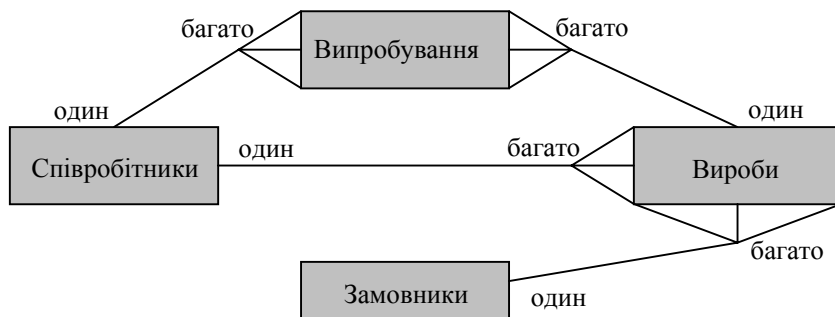 багато
Випробування
багато
один
один
Співробітники
один
багато
Вироби
багато
Замовники
один